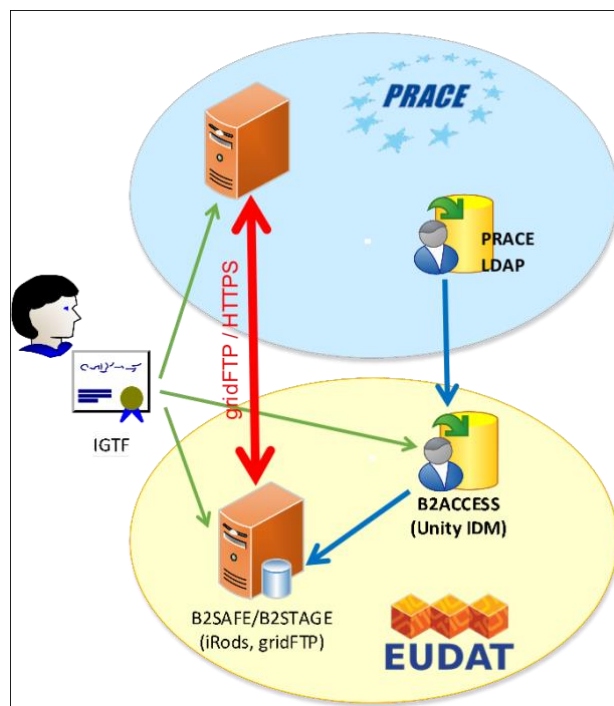 PRACE
PRACE
LDAP
gridFTP / HTTPS
IGTF
B2ACCESS
(Unity IDM)
B2SAFE/B2STAGE
(iRods, gridFTP)
EUDAT